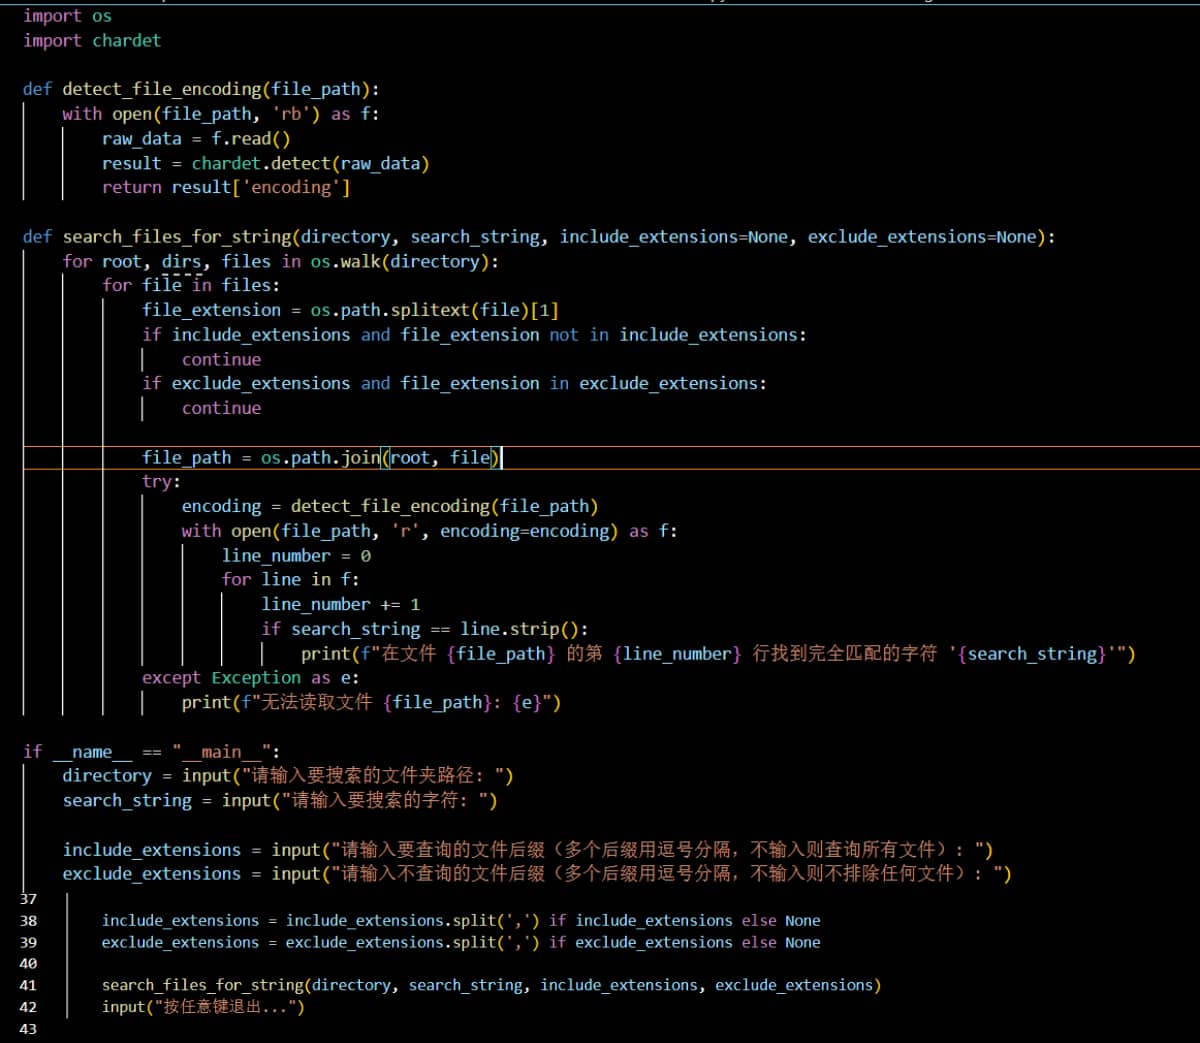 import os
import chardet

def detect_file_encoding(file_path):
    with open(file_path, 'rb') as f:
        raw_data = f.read()
        result = chardet.detect(raw_data)
        return result['encoding']

def search_files_for_string(directory, search_string, include_extensions=None, exclude_extensions=None):
    for root, dirs, files in os.walk(directory):
        for file in files:
            file_extension = os.path.splitext(file)[1]
            if include_extensions and file_extension not in include_extensions:
                continue
            if exclude_extensions and file_extension in exclude_extensions:
                continue

            file_path = os.path.join(root, file)
            try:
                encoding = detect_file_encoding(file_path)
                with open(file_path, 'r', encoding=encoding) as f:
                    line_number = 0
                    for line in f:
                        line_number += 1
                        if search_string == line.strip():
                            print(f"在文件 {file_path} 的第 {line_number} 行找到完全匹配的字符 '{search_string}'")
            except Exception as e:
                print(f"无法读取文件 {file_path}: {e}")

if __name__ == "__main__":
    directory = input("请输入要搜索的文件夹路径: ")
    search_string = input("请输入要搜索的字符: ")

    include_extensions = input("请输入要查询的文件后缀（多个后缀用逗号分隔，不输入则查询所有文件）: ")
    exclude_extensions = input("请输入不查询的文件后缀（多个后缀用逗号分隔，不输入则不排除任何文件）: ")
37
38    include_extensions = include_extensions.split(',') if include_extensions else None
39    exclude_extensions = exclude_extensions.split(',') if exclude_extensions else None
40
41    search_files_for_string(directory, search_string, include_extensions, exclude_extensions)
42    input("按任意键退出...")
43